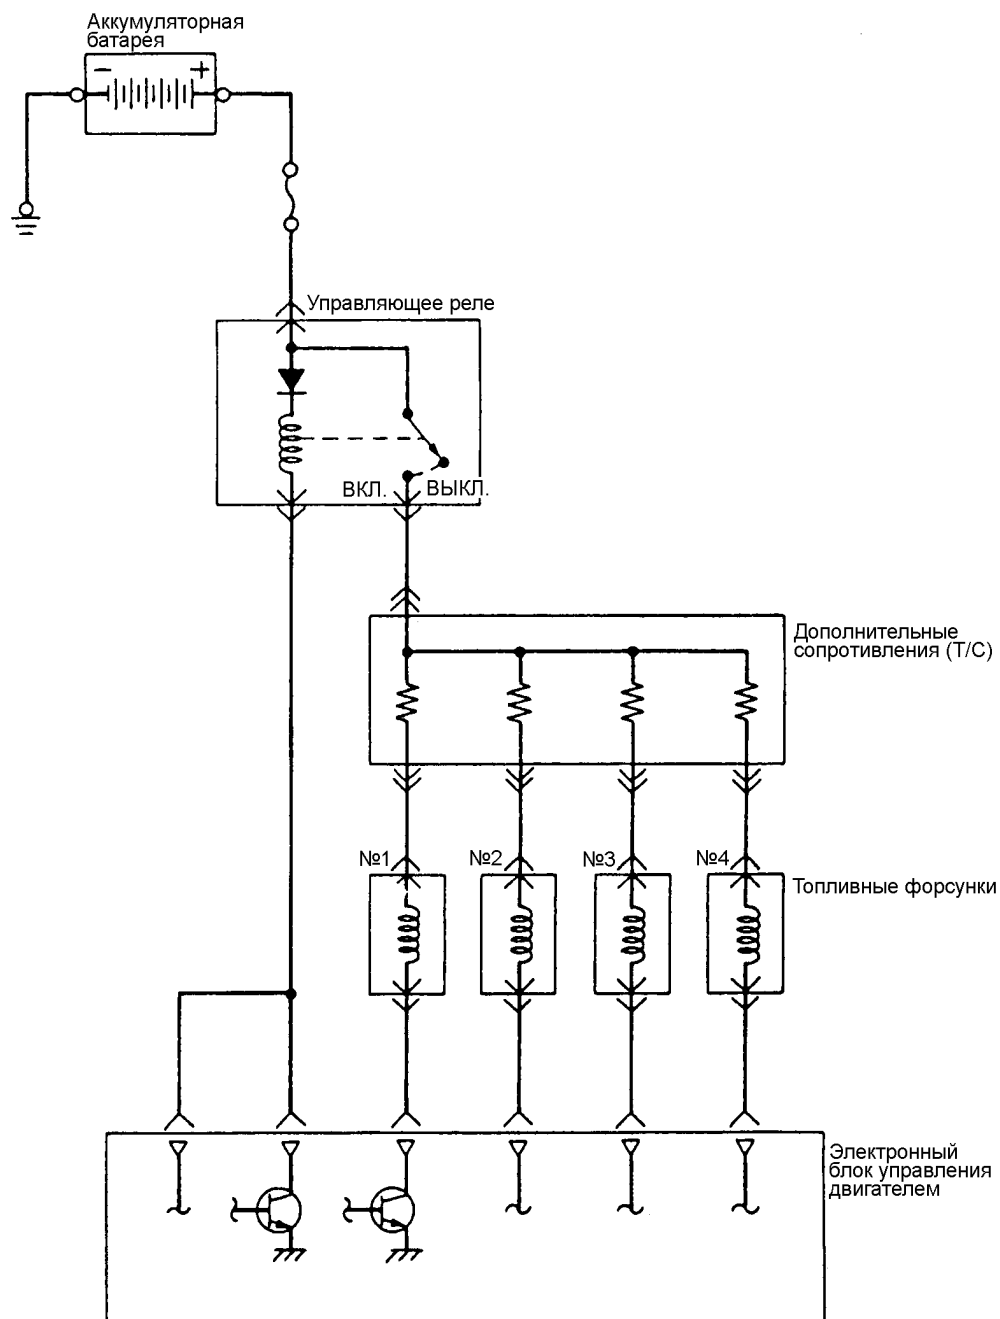 Аккумуляторная
батарея
− +
Управляющее реле
ВКЛ. ВЫКЛ.
Дополнительные
сопротивления (T/C)
№1 №2 №3 №4
Топливные форсунки
Электронный
блок управления
двигателем